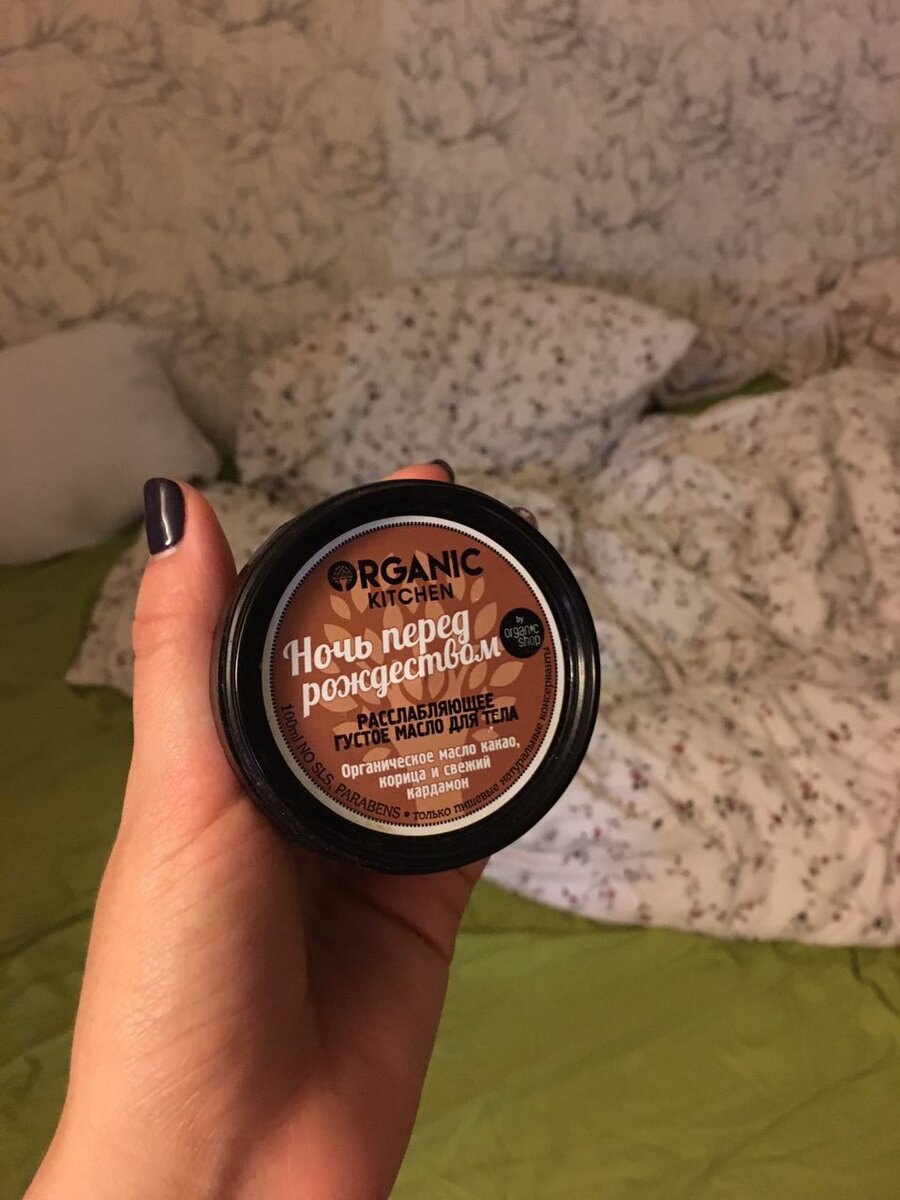 ORGANIC
KITCHEN
by
organic
shop
Ночь перед
рождеством
РАССЛАБЛЯЮЩЕЕ
ГУСТОЕ МАСЛО ДЛЯ ТЕЛА
Органическое масло какао,
корица и свежий
кардамон
100ml NO SLS, PARABENS • только пищевые натуральные консерванты